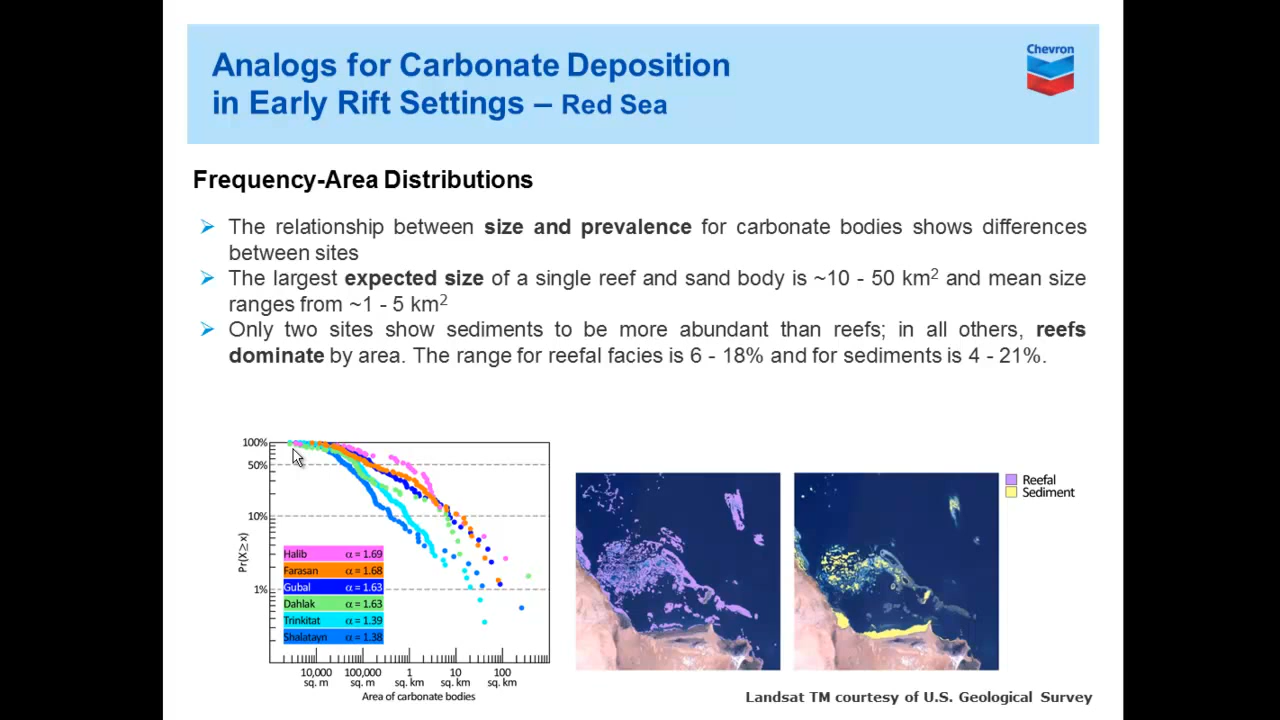 Analogs for Carbonate Deposition
in Early Rift Settings – Red Sea
Chevron
Frequency-Area Distributions
The relationship between size and prevalence for carbonate bodies shows differences
between sites
The largest expected size of a single reef and sand body is ~10 - 50 km2 and mean size
ranges from ~1 - 5 km2
Only two sites show sediments to be more abundant than reefs; in all others, reefs
dominate by area. The range for reefal facies is 6 - 18% and for sediments is 4 - 21%.
100%
50%
10%
1%
Pr(X≥x)
Halib α = 1.69
Farasan α = 1.68
Gubal α = 1.63
Dahlak α = 1.63
Trinkitat α = 1.39
Shalatayn α = 1.38
10,000 100,000 1 10 100
sq. m sq. m sq. km sq. km sq. km
Area of carbonate bodies
Reefal
Sediment
Landsat TM courtesy of U.S. Geological Survey